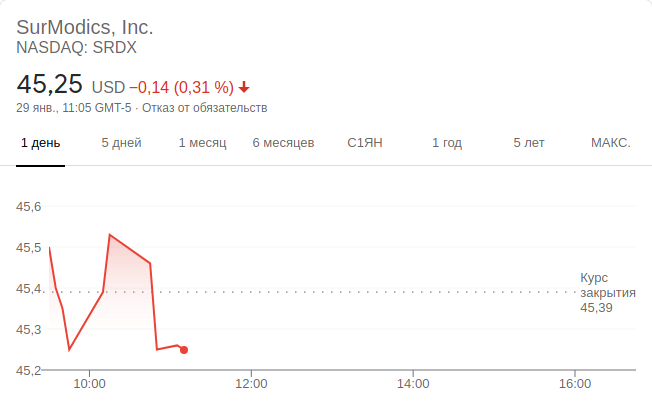 SurModics, Inc.
NASDAQ: SRDX
45,25 USD −0,14 (0,31 %)
29 янв., 11:05 GMT-5 · Отказ от обязательств
1 день 5 дней 1 месяц 6 месяцев С1ЯН 1 год 5 лет МАКС.
45,6
45,5
45,4
45,3
45,2
Курс
закрытия
45,39
10:00 12:00 14:00 16:00